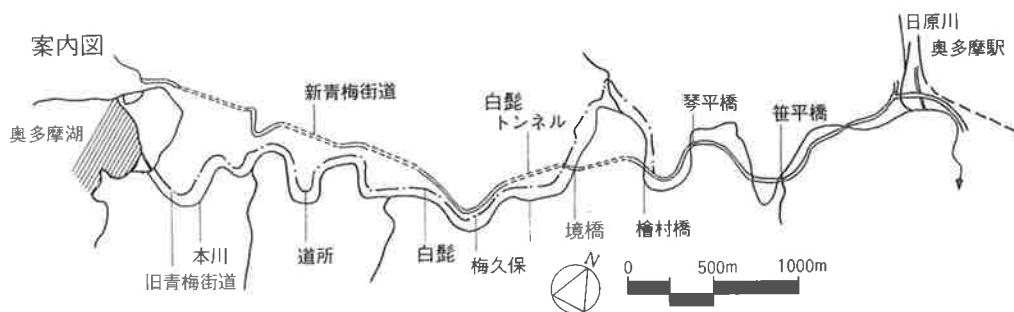 案内図
日原川
奥多摩駅
新青梅街道
白髭
トンネル
琴平橋
笹平橋
奥多摩湖
本川
旧青梅街道
道所
白髭
梅久保
境橋
檜村橋
N
0 500m 1000m